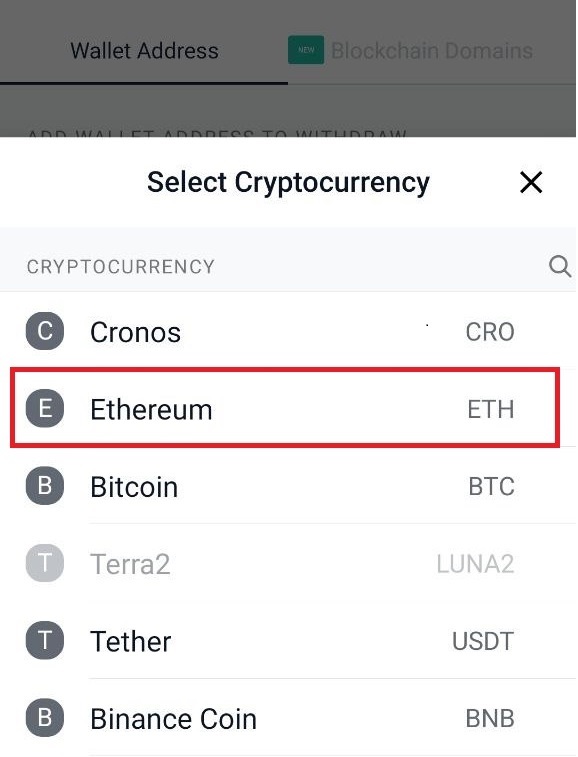 Wallet Address NEW Blockchain Domains
ADD WALLET ADDRESS TO WITHDRAW
Select Cryptocurrency
CRYPTOCURRENCY
C Cronos CRO
E Ethereum ETH
B Bitcoin BTC
T Terra2 LUNA2
T Tether USDT
B Binance Coin BNB